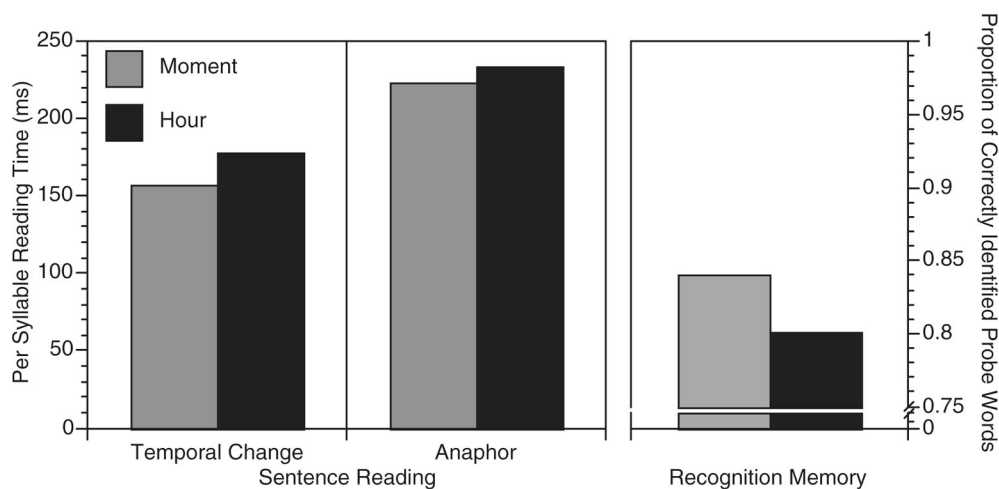 Per Syllable Reading Time (ms)
250
200
150
100
50
0
Moment
Hour
Temporal Change
Anaphor
Sentence Reading
Recognition Memory
1
0.95
0.9
0.85
0.8
0.75
0
Proportion of Correctly Identified Probe Words